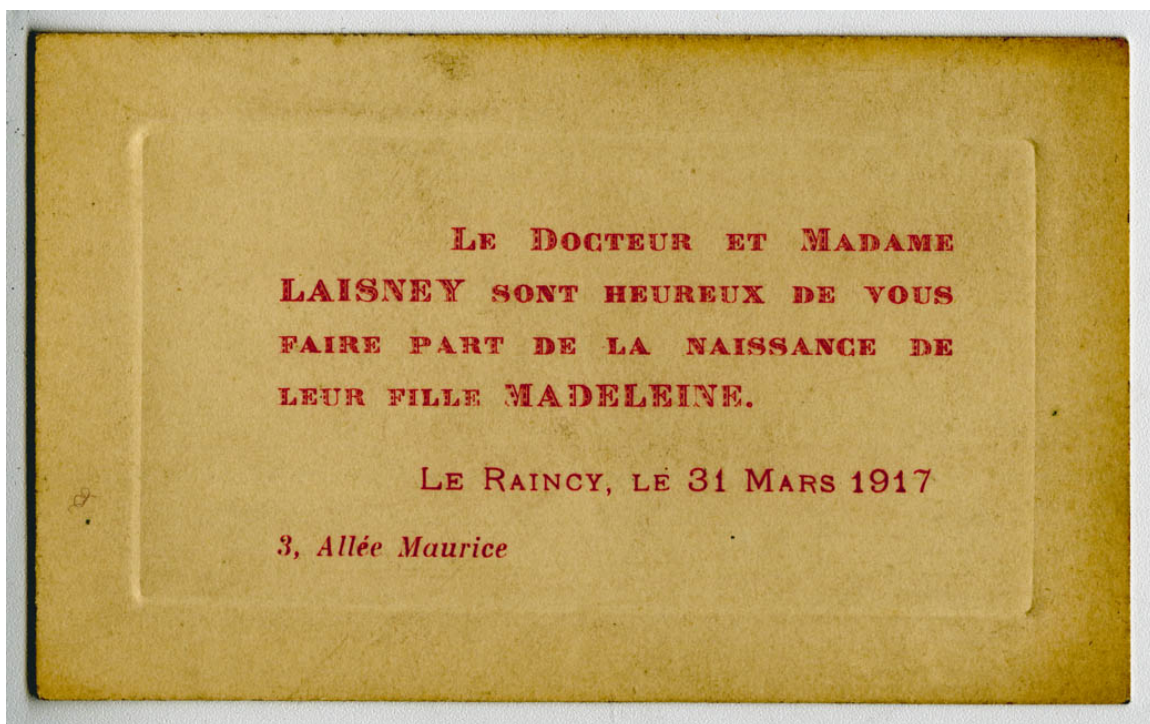 Le Docteur et Madame
LAISNEY sont heureux de vous
faire part de la naissance de
leur fille MADELEINE.
Le Raincy, le 31 Mars 1917
3, Allée Maurice